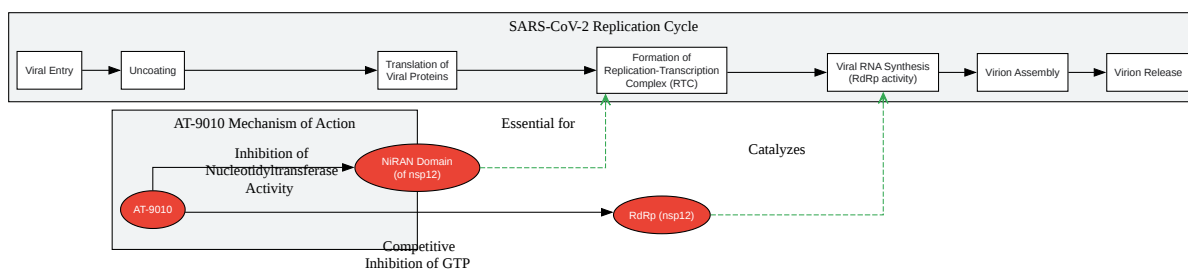 SARS-CoV-2 Replication Cycle
Viral Entry
Uncoating
Translation of
Viral Proteins
Formation of
Replication-Transcription
Complex (RTC)
Viral RNA Synthesis
(RdRp activity)
Virion Assembly
Virion Release
AT-9010 Mechanism of Action
Essential for
Inhibition of
Nucleotidyltransferase
Activity
NiRAN Domain
(of nsp12)
Catalyzes
AT-9010
RdRp (nsp12)
Competitive
Inhibition of GTP